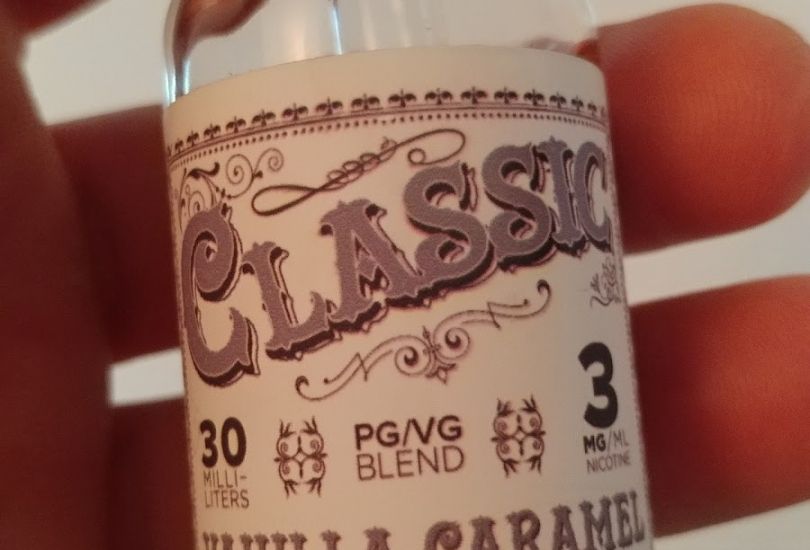 CLASSIC
30
MILLI-
LITERS
PG/VG
BLEND
3
MG/ML
NICOTINE
VANILLA CARAMEL